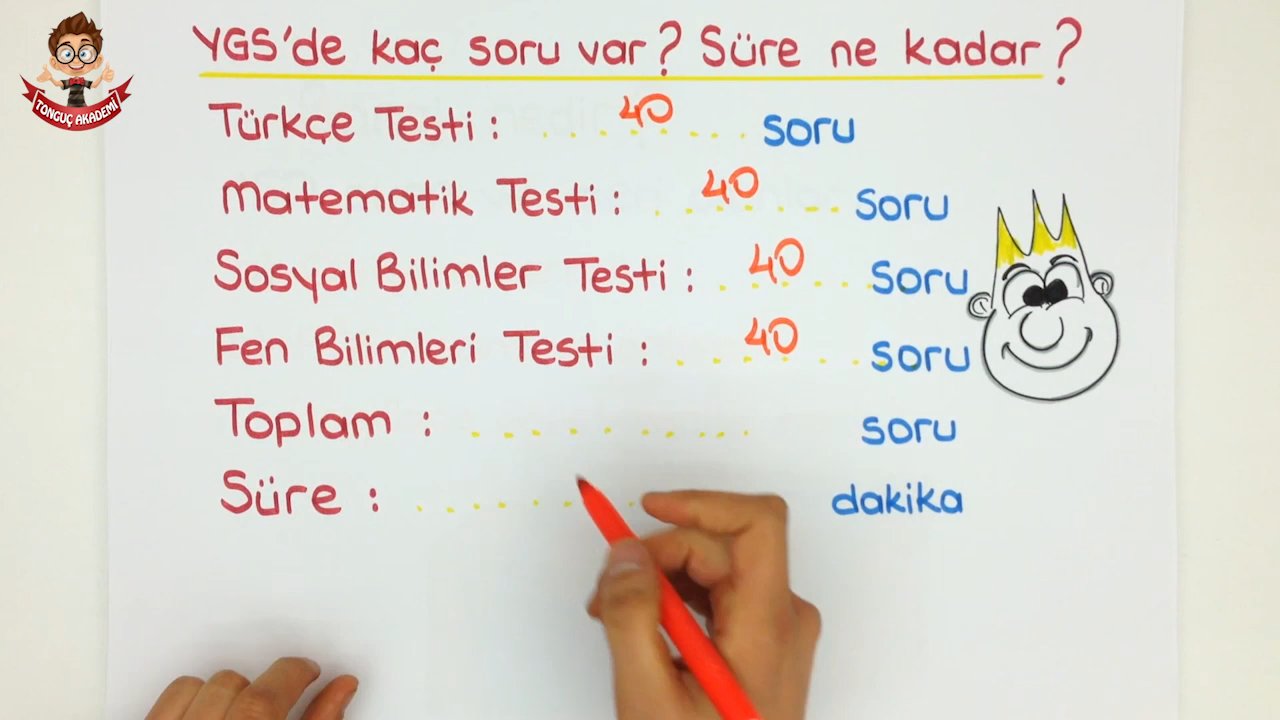 TONGUÇ AKADEMİ
YGS'de kaç soru var? Süre ne kadar?
Türkçe Testi : ......40...... soru
Matematik Testi : ...40...... soru
Sosyal Bilimler Testi : ..40.... soru
Fen Bilimleri Testi : ...40.... soru
Toplam : .......... soru
Süre : ...... dakika